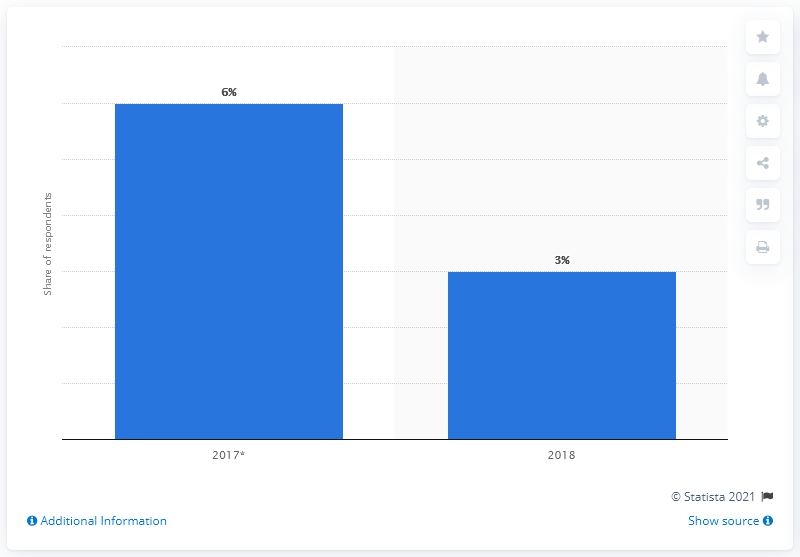 6%
3%
Share of respondents
2017*
2018
© Statista 2021
Additional Information
Show source